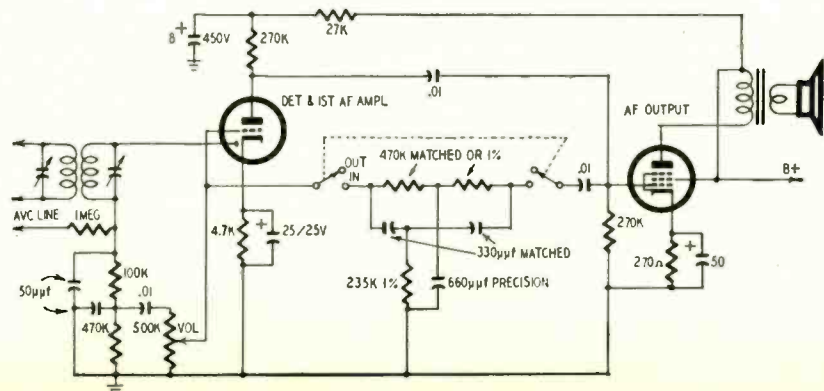 B+
450V
270K
27K
.01
DET & 1ST AF AMPL
AF OUTPUT
OUT
IN
470K MATCHED OR 1%
.01
B+
AVC LINE
1MEG
4.7K
+
25/25V
330µµf MATCHED
270K
+
270Ω
50
50µµf
100K
.01
235K 1%
660µµf PRECISION
470K
500K
VOL